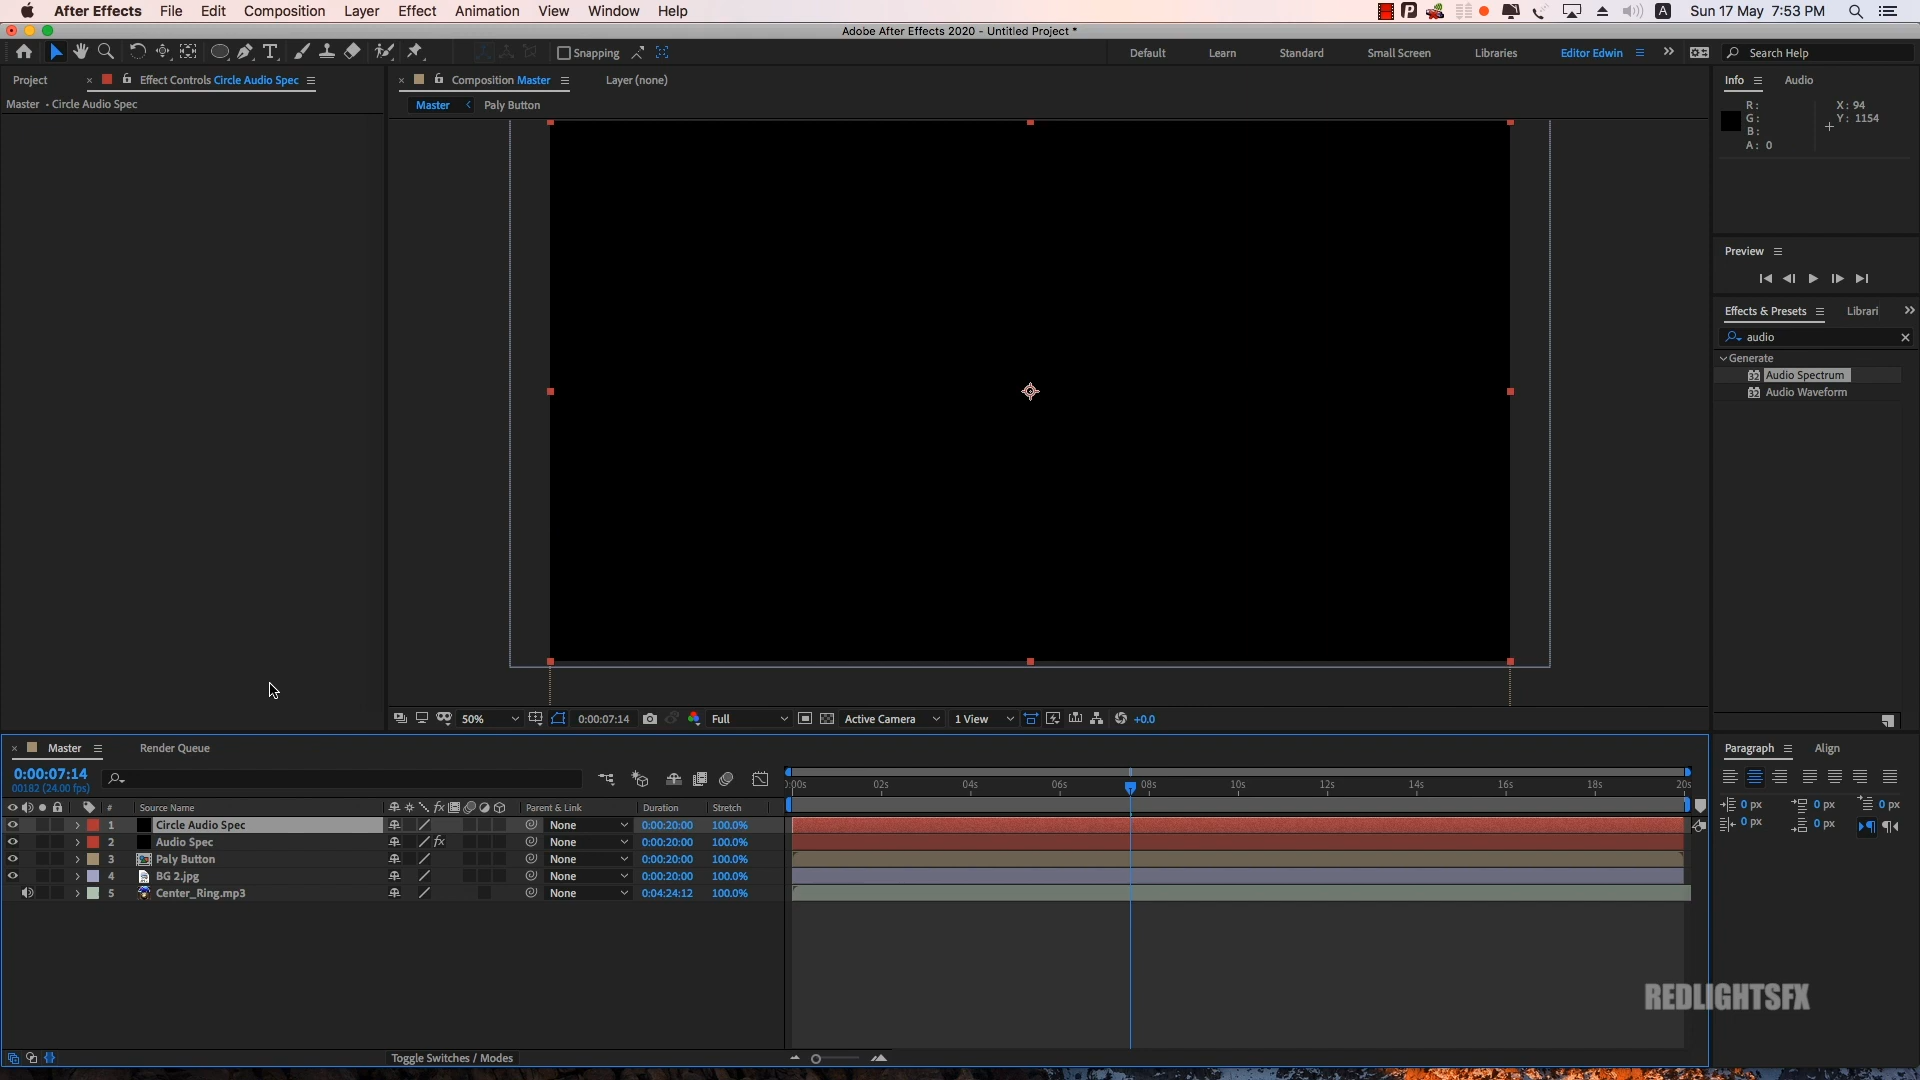 After Effects File Edit Composition Layer Effect Animation View Window Help Sun 17 May 7:53 PM
Adobe After Effects 2020 - Untitled Project *
Snapping Default Learn Standard Small Screen Libraries Editor Edwin Search Help
Project Effect Controls Circle Audio Spec Composition Master Layer (none) Info Audio
Master • Circle Audio Spec Master Paly Button
R: X: 94
G: Y: 1154
B:
A: 0
Preview
Effects & Presets Librari
audio
Generate
32 Audio Spectrum
32 Audio Waveform
50% 0:00:07:14 Full Active Camera 1 View +0.0
Master Render Queue Paragraph Align
0:00:07:14
00182 (24.00 fps)
:00s 02s 04s 06s 08s 10s 12s 14s 16s 18s 20s
# Source Name fx Parent & Link Duration Stretch
1 Circle Audio Spec None 0:00:20:00 100.0%
2 Audio Spec fx None 0:00:20:00 100.0%
3 Paly Button None 0:00:20:00 100.0%
4 BG 2.jpg None 0:00:20:00 100.0%
5 Center_Ring.mp3 None 0:04:24:12 100.0%
0 px 0 px 0 px
0 px 0 px
REDLIGHTSFX
Toggle Switches / Modes